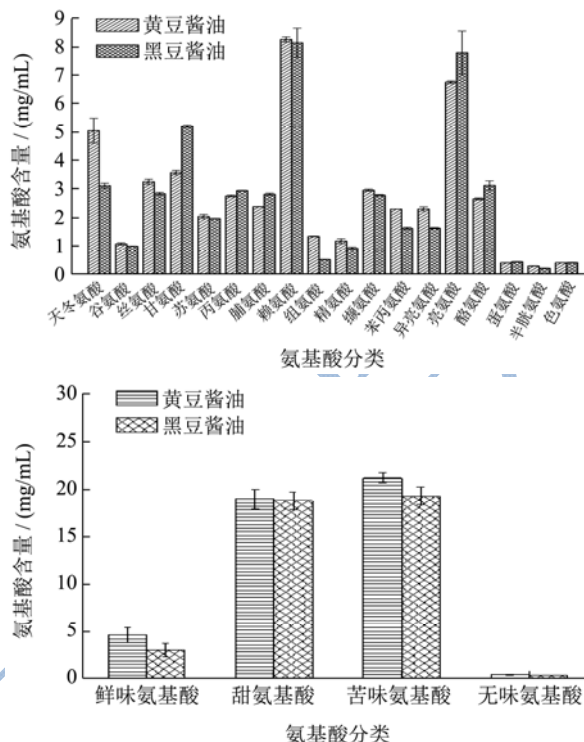 9
8
7
6
5
4
3
2
1
0
氨基酸含量 / (mg/mL)
黄豆酱油
黑豆酱油
天冬氨酸
谷氨酸
丝氨酸
甘氨酸
苏氨酸
丙氨酸
脯氨酸
赖氨酸
组氨酸
精氨酸
缬氨酸
苯丙氨酸
异亮氨酸
亮氨酸
酪氨酸
蛋氨酸
半胱氨酸
色氨酸
氨基酸分类
30
25
20
15
10
5
0
氨基酸含量 / (mg/mL)
黄豆酱油
黑豆酱油
鲜味氨基酸 甜氨基酸 苦味氨基酸 无味氨基酸
氨基酸分类